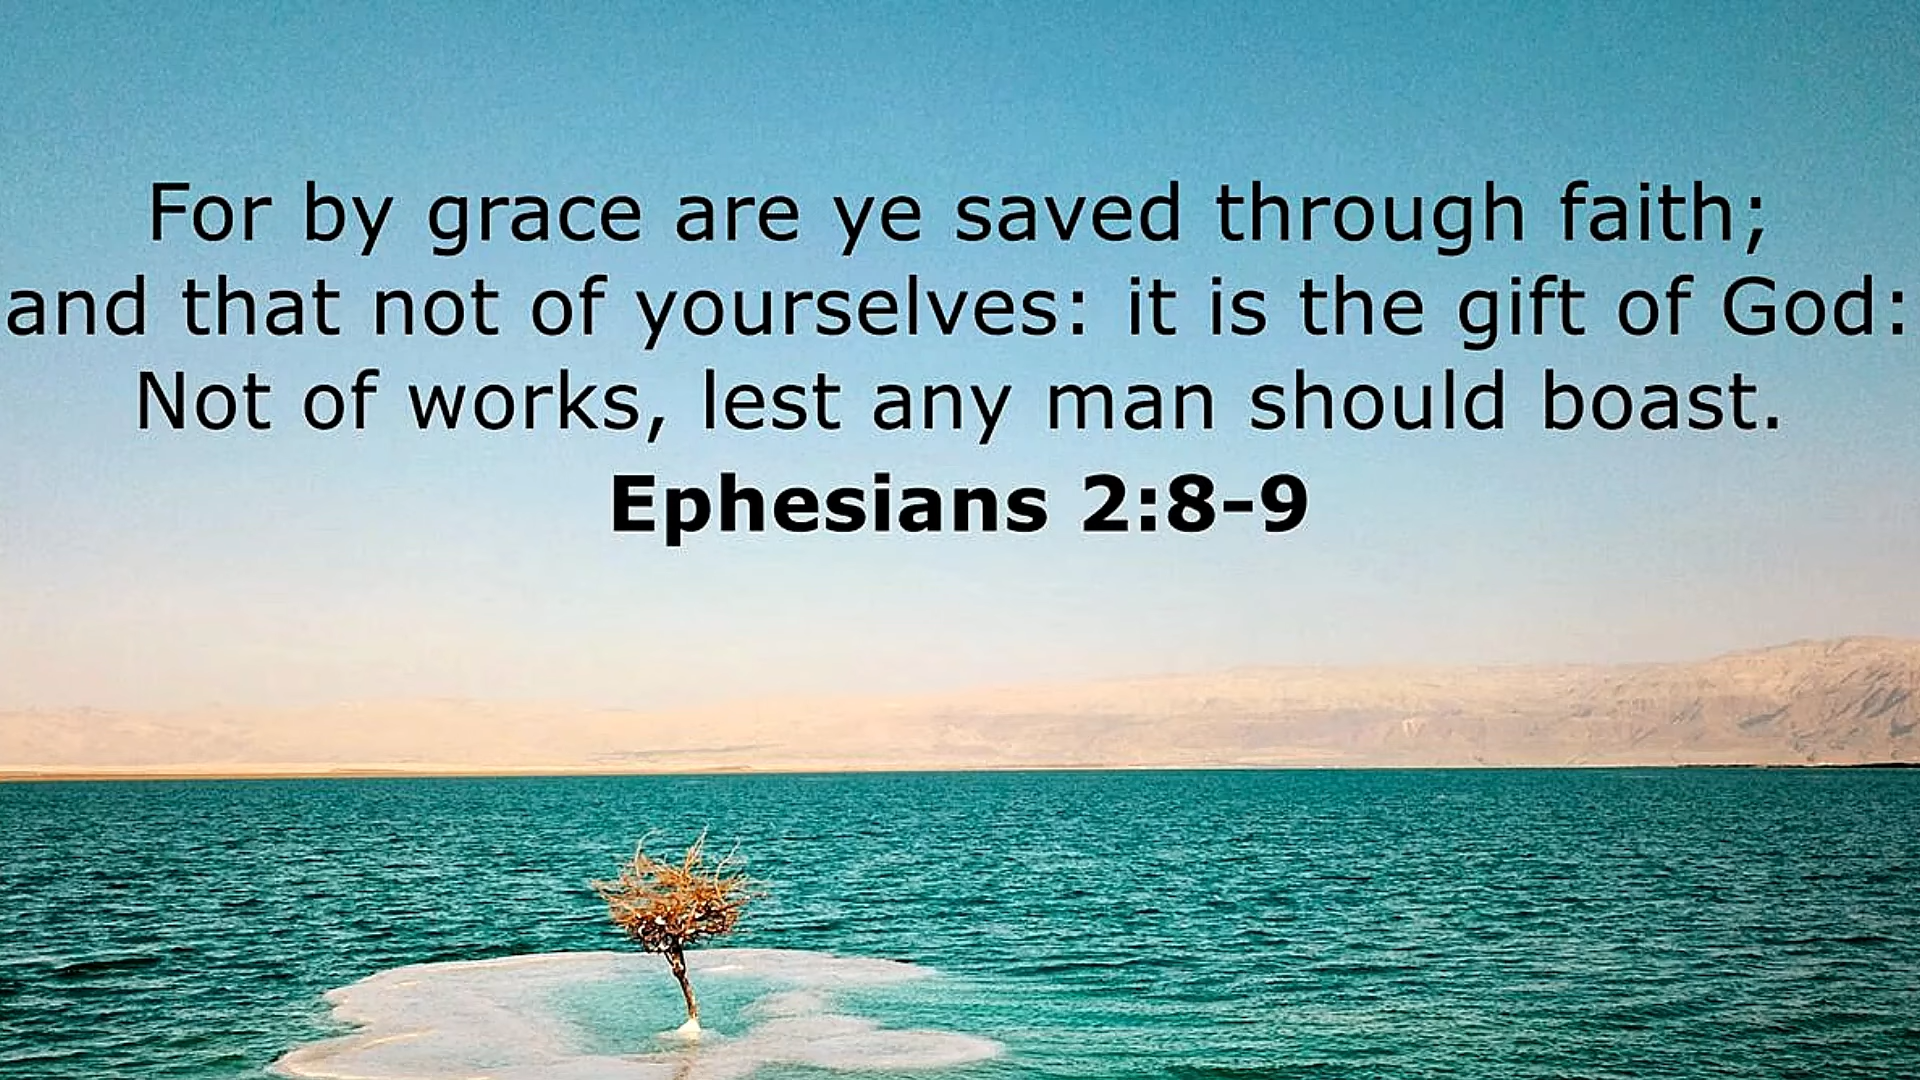 For by grace are ye saved through faith;
and that not of yourselves: it is the gift of God:
Not of works, lest any man should boast.
Ephesians 2:8-9